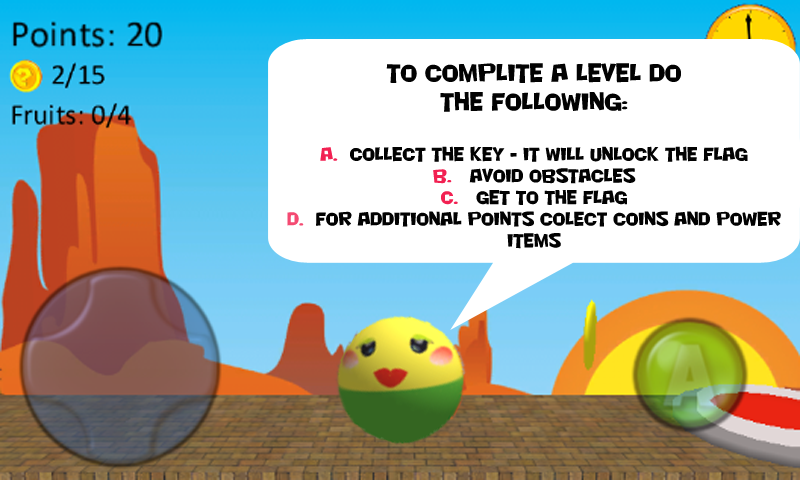 Points: 20
? 2/15
Fruits: 0/4
TO COMPLITE A LEVEL DO
THE FOLLOWING:
A. COLLECT THE KEY - IT WILL UNLOCK THE FLAG
B. AVOID OBSTACLES
C. GET TO THE FLAG
D. FOR ADDITIONAL POINTS COLECT COINS AND POWER
ITEMS
A